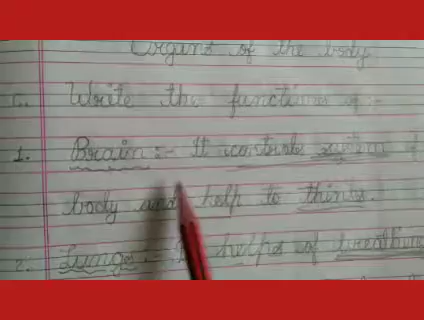 Organs of the body
Write the functions of :-
1. Brain :- It controls system of
body and help to thinks.
2. Lungs :- It helps of breathing